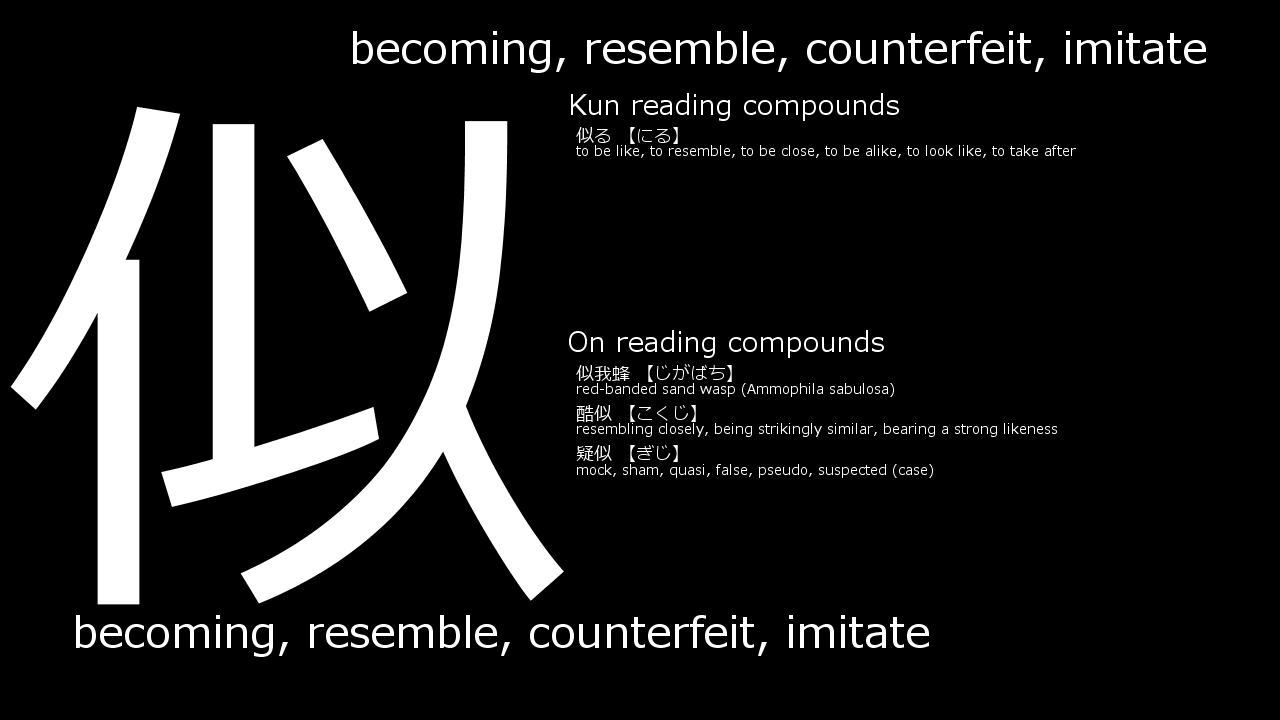 becoming, resemble, counterfeit, imitate
似
Kun reading compounds
似る 【にる】
to be like, to resemble, to be close, to be alike, to look like, to take after
On reading compounds
似我蜂 【じがばち】
red-banded sand wasp (Ammophila sabulosa)
酷似 【こくじ】
resembling closely, being strikingly similar, bearing a strong likeness
疑似 【ぎじ】
mock, sham, quasi, false, pseudo, suspected (case)
becoming, resemble, counterfeit, imitate